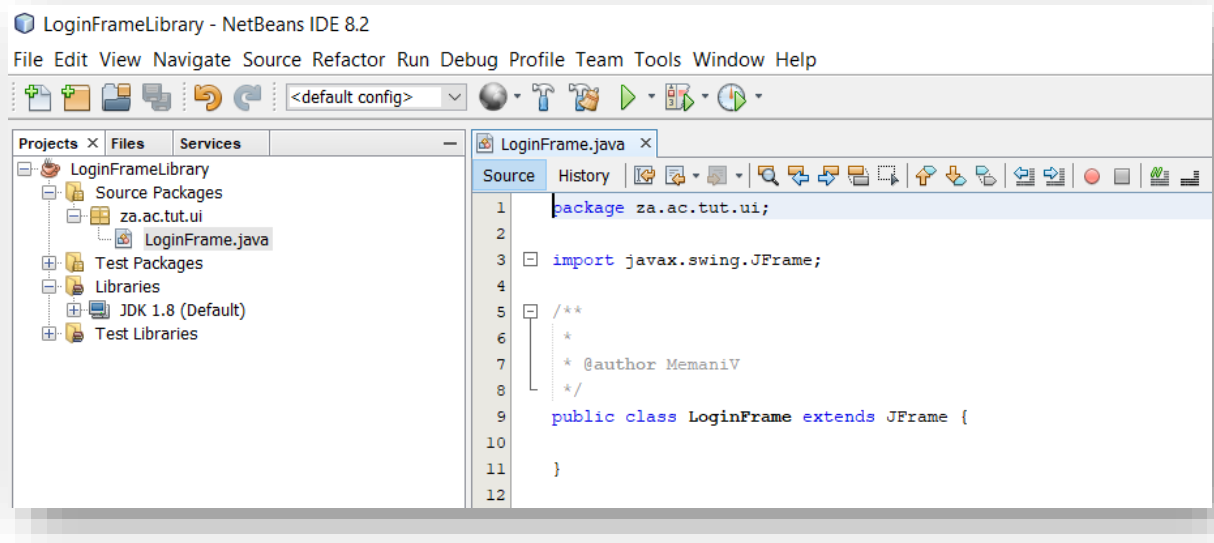 LoginFrameLibrary - NetBeans IDE 8.2
File Edit View Navigate Source Refactor Run Debug Profile Team Tools Window Help
<default config>
Projects × Files Services
LoginFrameLibrary
Source Packages
za.ac.tut.ui
LoginFrame.java
Test Packages
Libraries
JDK 1.8 (Default)
Test Libraries
LoginFrame.java ×
Source History
1 package za.ac.tut.ui;
2
3 import javax.swing.JFrame;
4
5 /**
6 *
7 * @author MemaniV
8 */
9 public class LoginFrame extends JFrame {
10
11 }
12